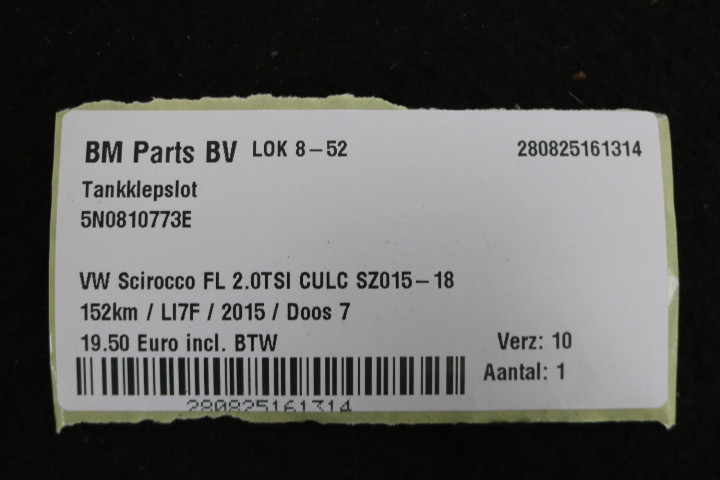 BM Parts BV LOK 8-52 280825161314
Tankklepslot
5N0810773E
VW Scirocco FL 2.0TSI CULC SZ015-18
152km / LI7F / 2015 / Doos 7
19.50 Euro incl. BTW Verz: 10
Aantal: 1
280825161314